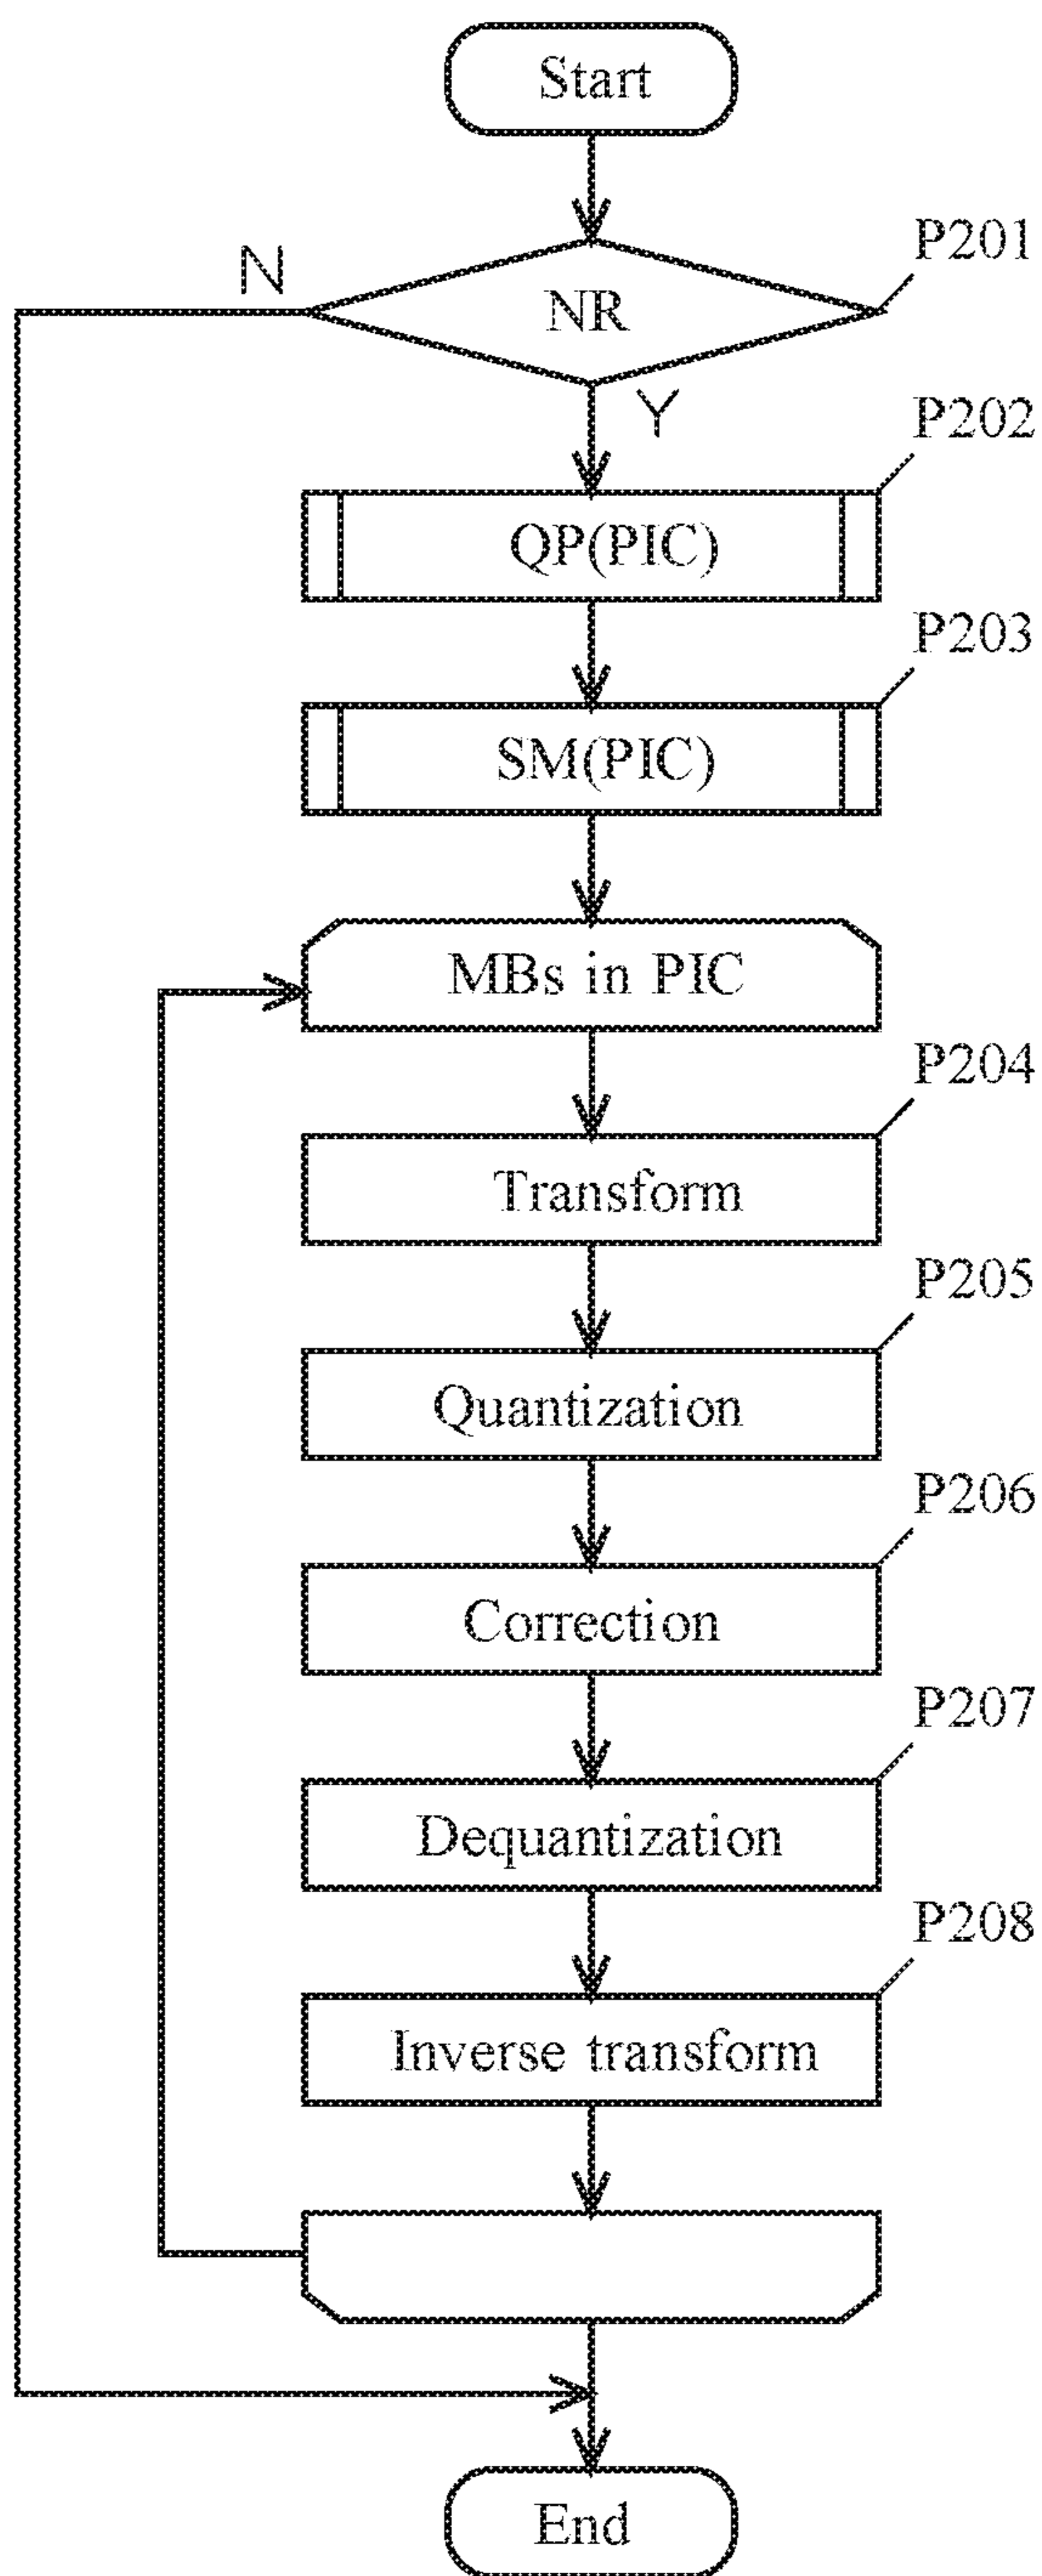 Start
P201
N
NR
Y
P202
QP(PIC)
P203
SM(PIC)
MBs in PIC
P204
Transform
P205
Quantization
P206
Correction
P207
Dequantization
P208
Inverse transform
End